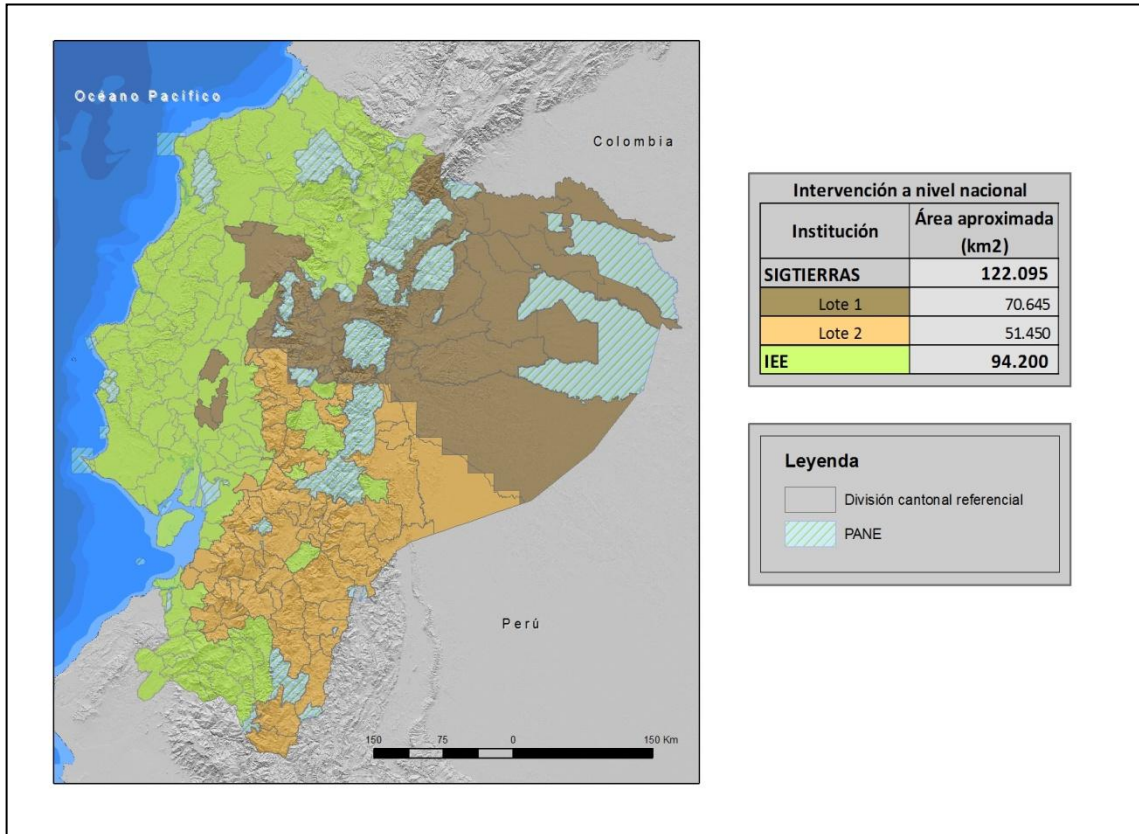 Océano Pacífico
Colombia
Perú
150 75 0 150 Km
Intervención a nivel nacional
Institución Área aproximada (km2)
SIGTIERRAS 122.095
Lote 1 70.645
Lote 2 51.450
IEE 94.200
Leyenda
División cantonal referencial
PANE